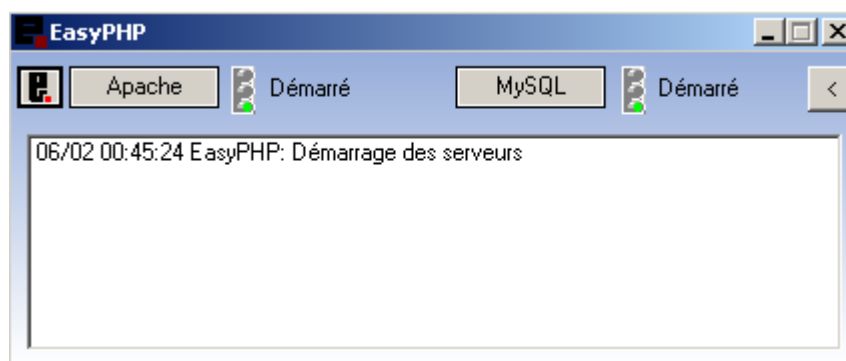 EasyPHP
Apache Démarré MySQL Démarré <
06/02 00:45:24 EasyPHP: Démarrage des serveurs